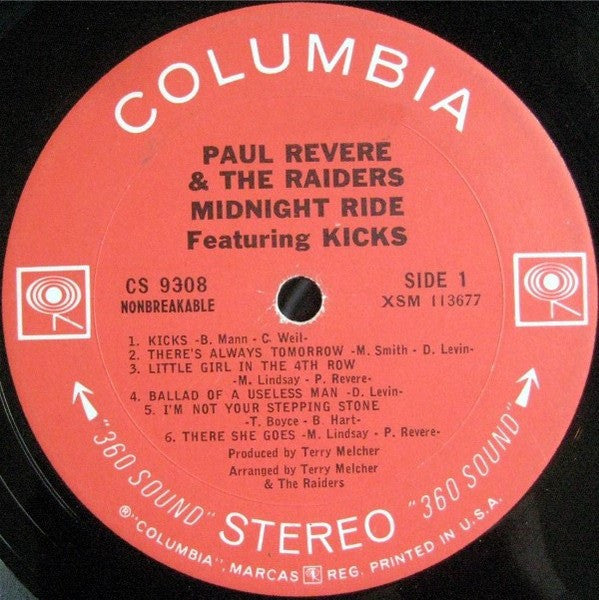 COLUMBIA
PAUL REVERE
& THE RAIDERS
MIDNIGHT RIDE
Featuring KICKS
CS 9308
NONBREAKABLE
SIDE 1
XSM 113677
1. KICKS -B. Mann - C. Weil-
2. THERE'S ALWAYS TOMORROW -M. Smith - D. Levin-
3. LITTLE GIRL IN THE 4TH ROW
-M. Lindsay - P. Revere-
4. BALLAD OF A USELESS MAN -D. Levin-
5. I'M NOT YOUR STEPPING STONE
-T. Boyce - B. Hart-
6. THERE SHE GOES -M. Lindsay - P. Revere-
Produced by Terry Melcher
Arranged by Terry Melcher
& The Raiders
"360 SOUND" STEREO "360 SOUND"
®"COLUMBIA", MARCAS REG. PRINTED IN U.S.A.